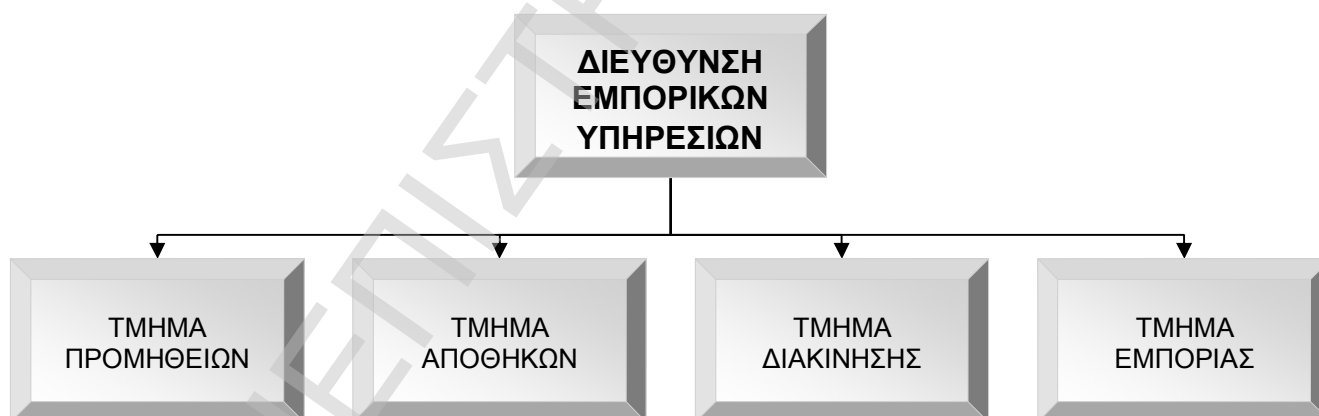 ΔΙΕΥΘΥΝΣΗ
ΕΜΠΟΡΙΚΩΝ
ΥΠΗΡΕΣΙΩΝ
ΤΜΗΜΑ
ΠΡΟΜΗΘΕΙΩΝ
ΤΜΗΜΑ
ΑΠΟΘΗΚΩΝ
ΤΜΗΜΑ
ΔΙΑΚΙΝΗΣΗΣ
ΤΜΗΜΑ
ΕΜΠΟΡΙΑΣ